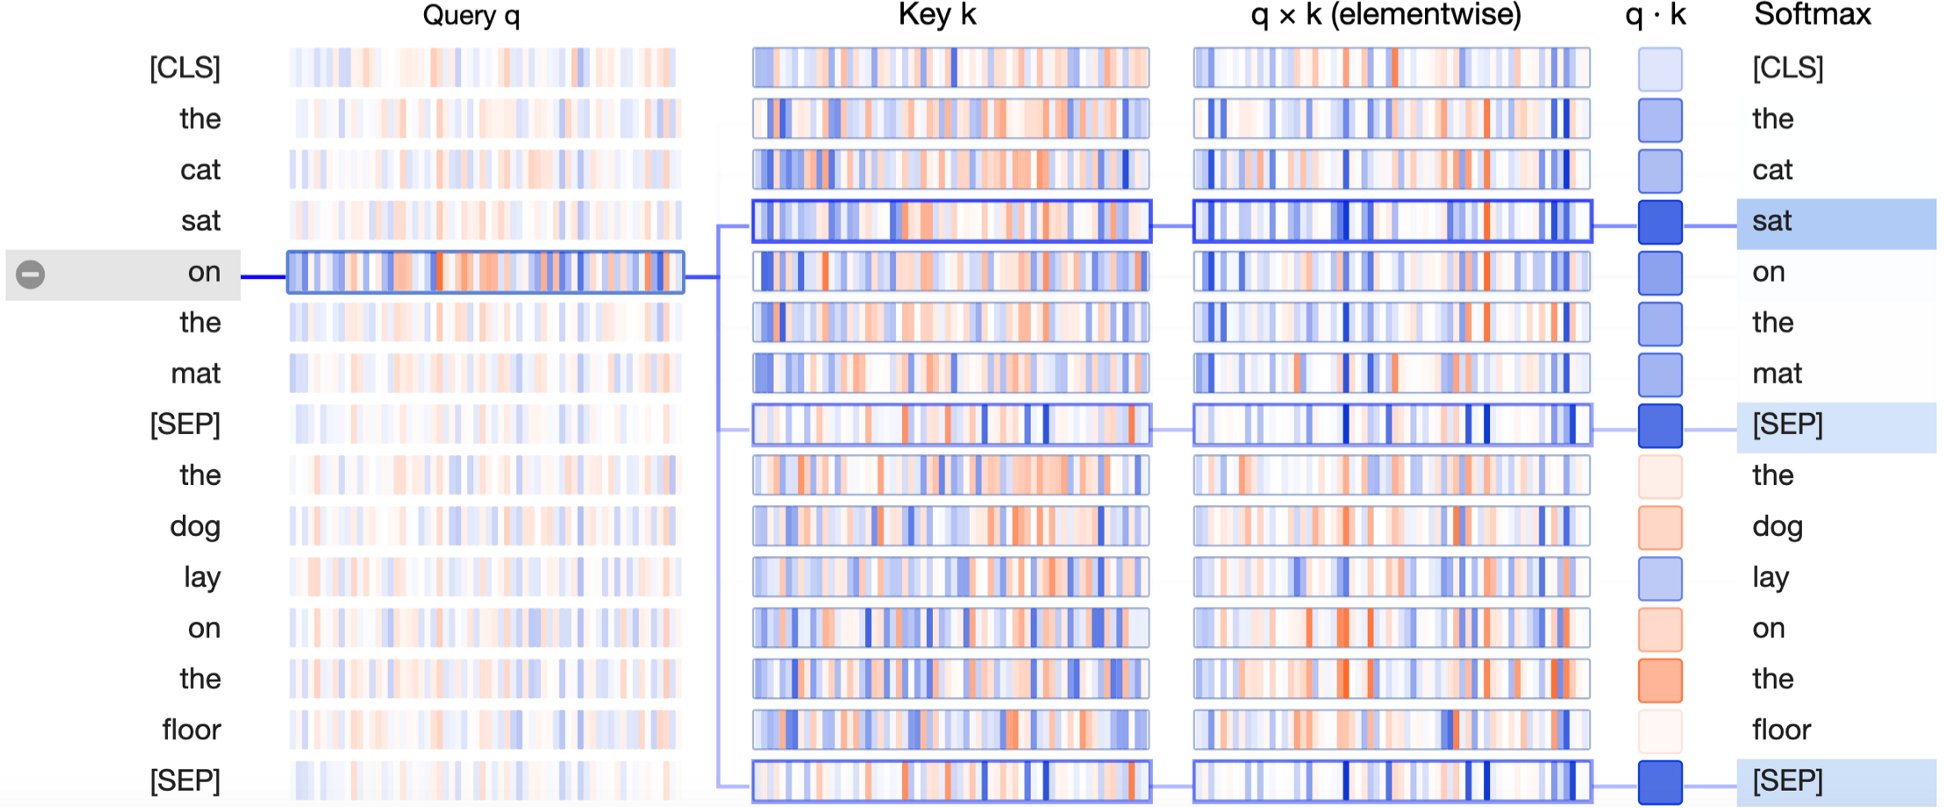 Query q Key k q × k (elementwise) q · k Softmax
[CLS] [CLS]
the the
cat cat
sat sat
on on
the the
mat mat
[SEP] [SEP]
the the
dog dog
lay lay
on on
the the
floor floor
[SEP] [SEP]